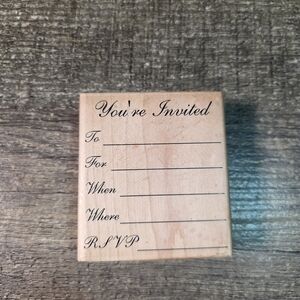 You're Invited
To
For
When
Where
RSVP